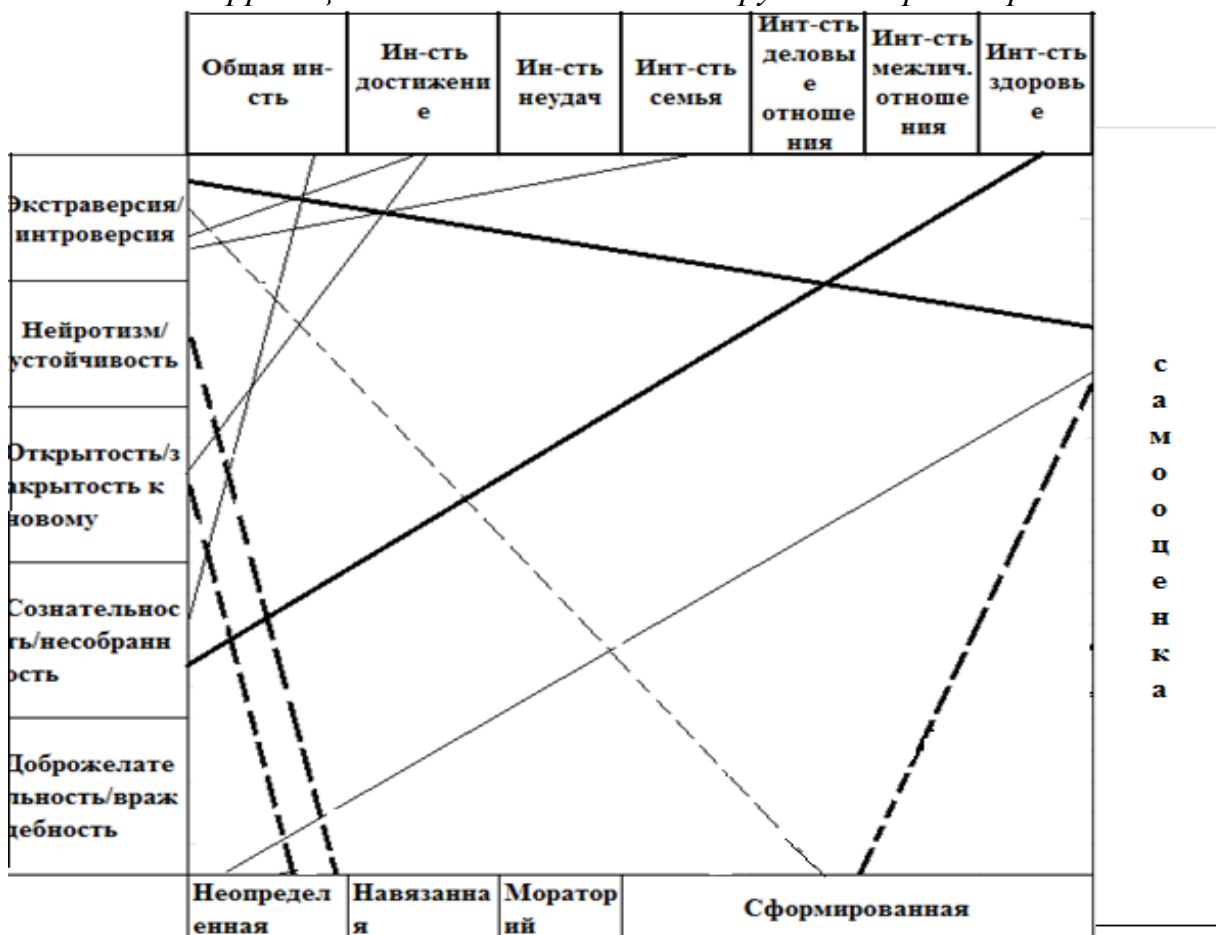 Общая ин-
сть
Ин-сть
достижени
е
Ин-сть
неудач
Инт-сть
семья
Инт-сть
деловы
е
отноше
ния
Инт-сть
межлич.
отноше
ния
Инт-сть
здоровь
е
Экстраверсия/
интроверсия
Нейротизм/
устойчивость
Открытость/з
акрытость к
новому
Сознательнос
ть/несобранн
ость
Доброжелате
льность/враж
дебность
с
а
м
о
о
ц
е
н
к
а
Неопредел
енная
Навязанна
я
Моратор
ий
Сформированная